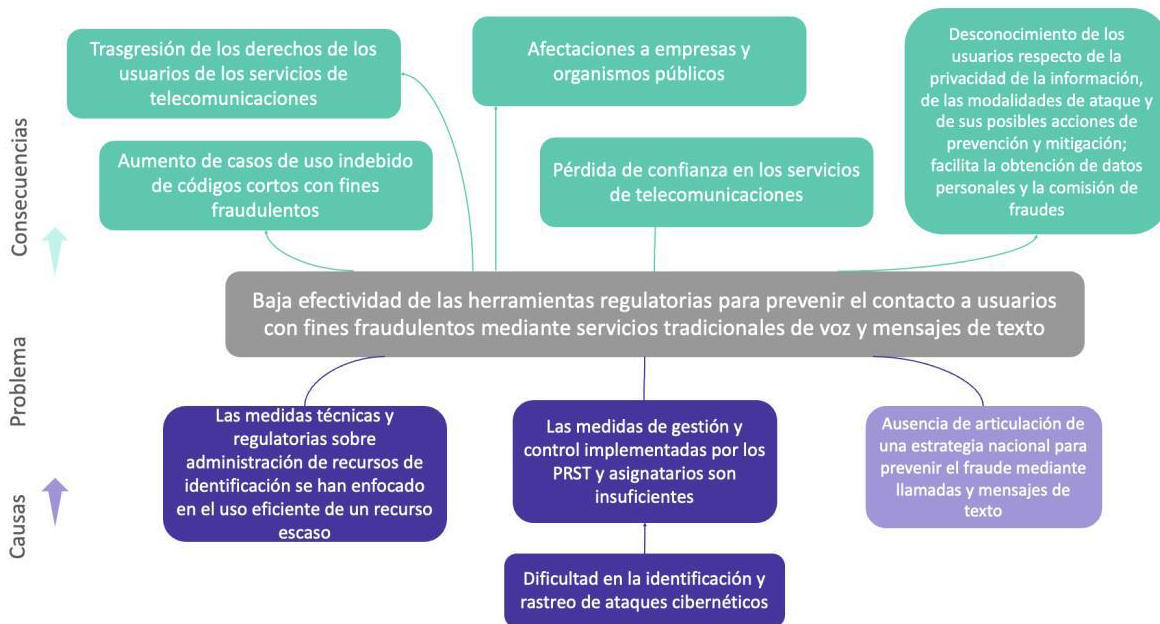 Trasgresión de los derechos de los
usuarios de los servicios de
telecomunicaciones
Afectaciones a empresas y
organismos públicos
Desconocimiento de los
usuarios respecto de la
privacidad de la información,
de las modalidades de ataque y
de sus posibles acciones de
prevención y mitigación;
facilita la obtención de datos
personales y la comisión de
fraudes
Aumento de casos de uso indebido
de códigos cortos con fines
fraudulentos
Pérdida de confianza en los servicios
de telecomunicaciones
Consecuencias
Baja efectividad de las herramientas regulatorias para prevenir el contacto a usuarios
con fines fraudulentos mediante servicios tradicionales de voz y mensajes de texto
Problema
Las medidas técnicas y
regulatorias sobre
administración de recursos de
identificación se han enfocado
en el uso eficiente de un recurso
escaso
Las medidas de gestión y
control implementadas por los
PRST y asignatarios son
insuficientes
Ausencia de articulación de
una estrategia nacional para
prevenir el fraude mediante
llamadas y mensajes de
texto
Causas
Dificultad en la identificación y
rastreo de ataques cibernéticos